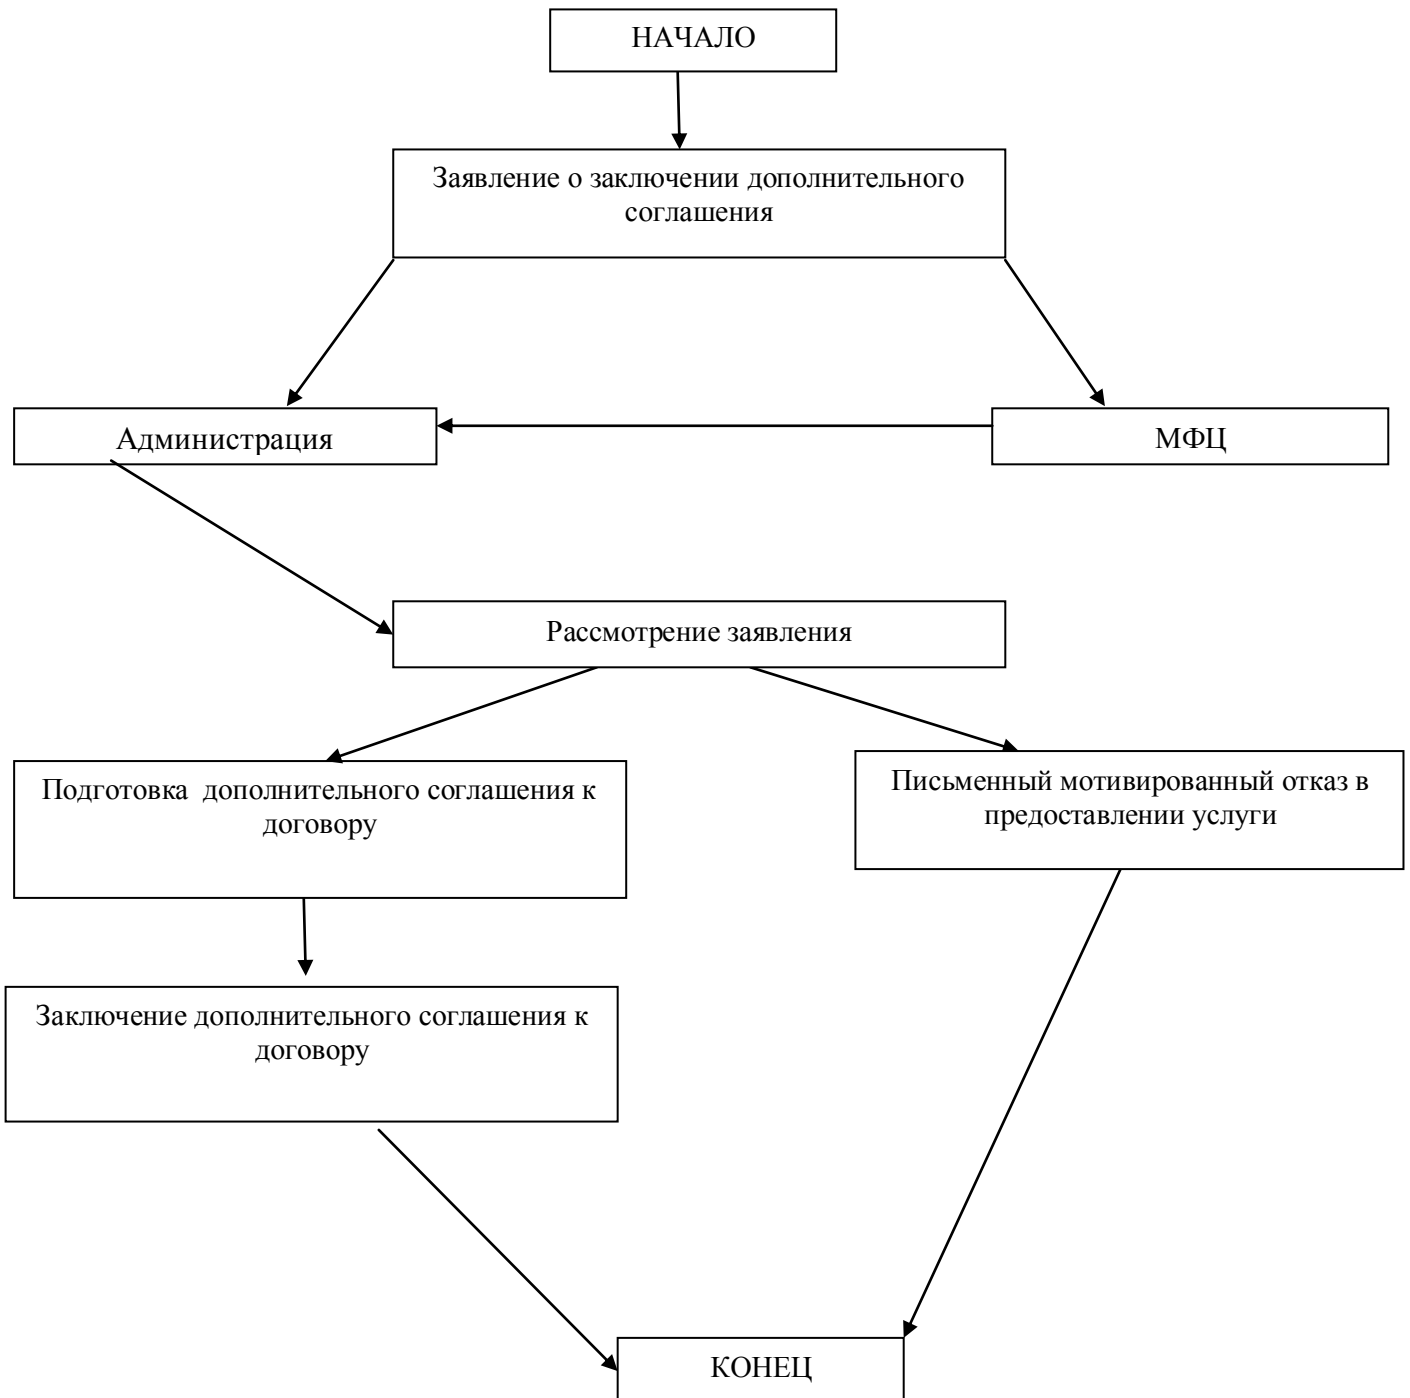 НАЧАЛО
Заявление о заключении дополнительного
соглашения
Администрация
МФЦ
Рассмотрение заявления
Подготовка  дополнительного соглашения к
договору
Письменный мотивированный отказ в
предоставлении услуги
Заключение дополнительного соглашения к
договору
КОНЕЦ